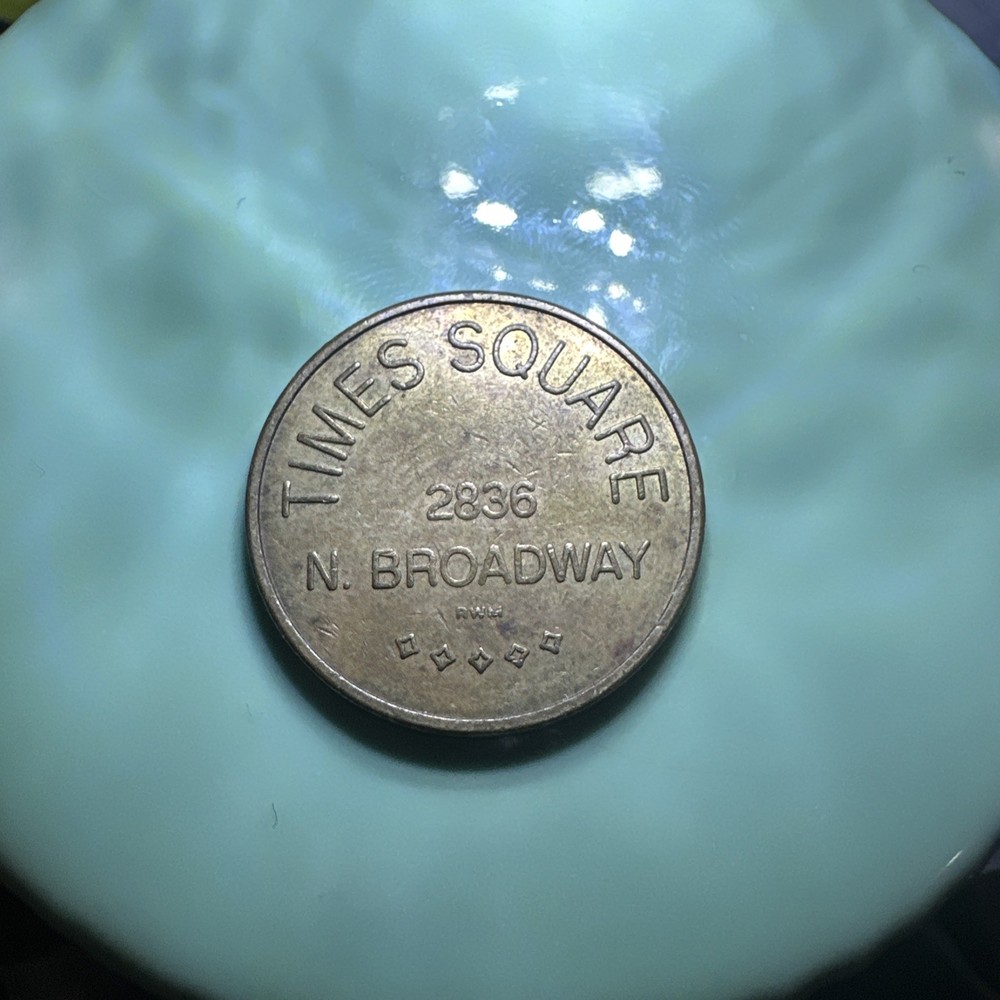 TIMES SQUARE
2836
N. BROADWAY
RWM